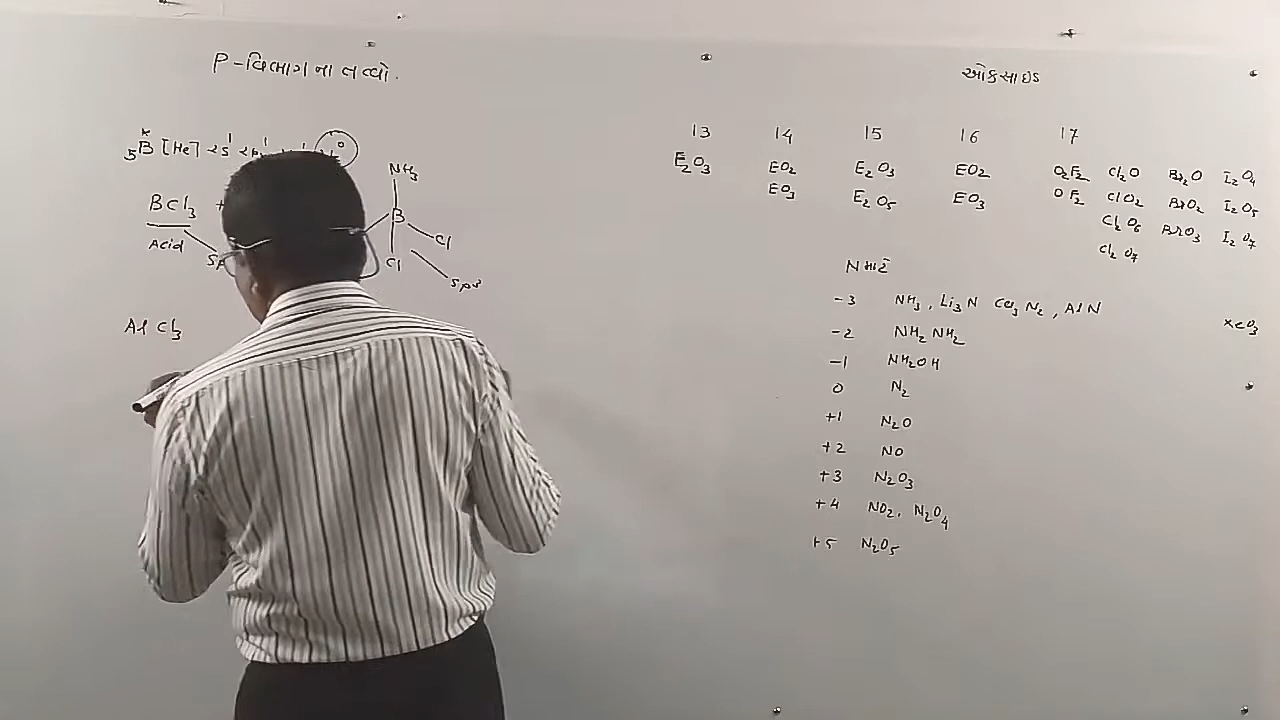 P-વિભાગના તત્વો.
*
5B [He] 2s¹
BCl3 +
Acid
NH3
B
Cl
Cl
sp³
AlCl3
ઓકસાઇડ
13 14 15 16 17
E2O3 EO2 E2O3 EO2 O2F2 Cl2O Br2O I2O4
EO3 E2O5 EO3 OF2 ClO2 BrO2 I2O5
Cl2O6 BrO3 I2O7
Cl2O7
N માટે
-3 NH3, Li3N Ca3N2, AlN
XeO3
-2 NH2NH2
-1 NH2OH
0 N2
+1 N2O
+2 NO
+3 N2O3
+4 NO2, N2O4
+5 N2O5